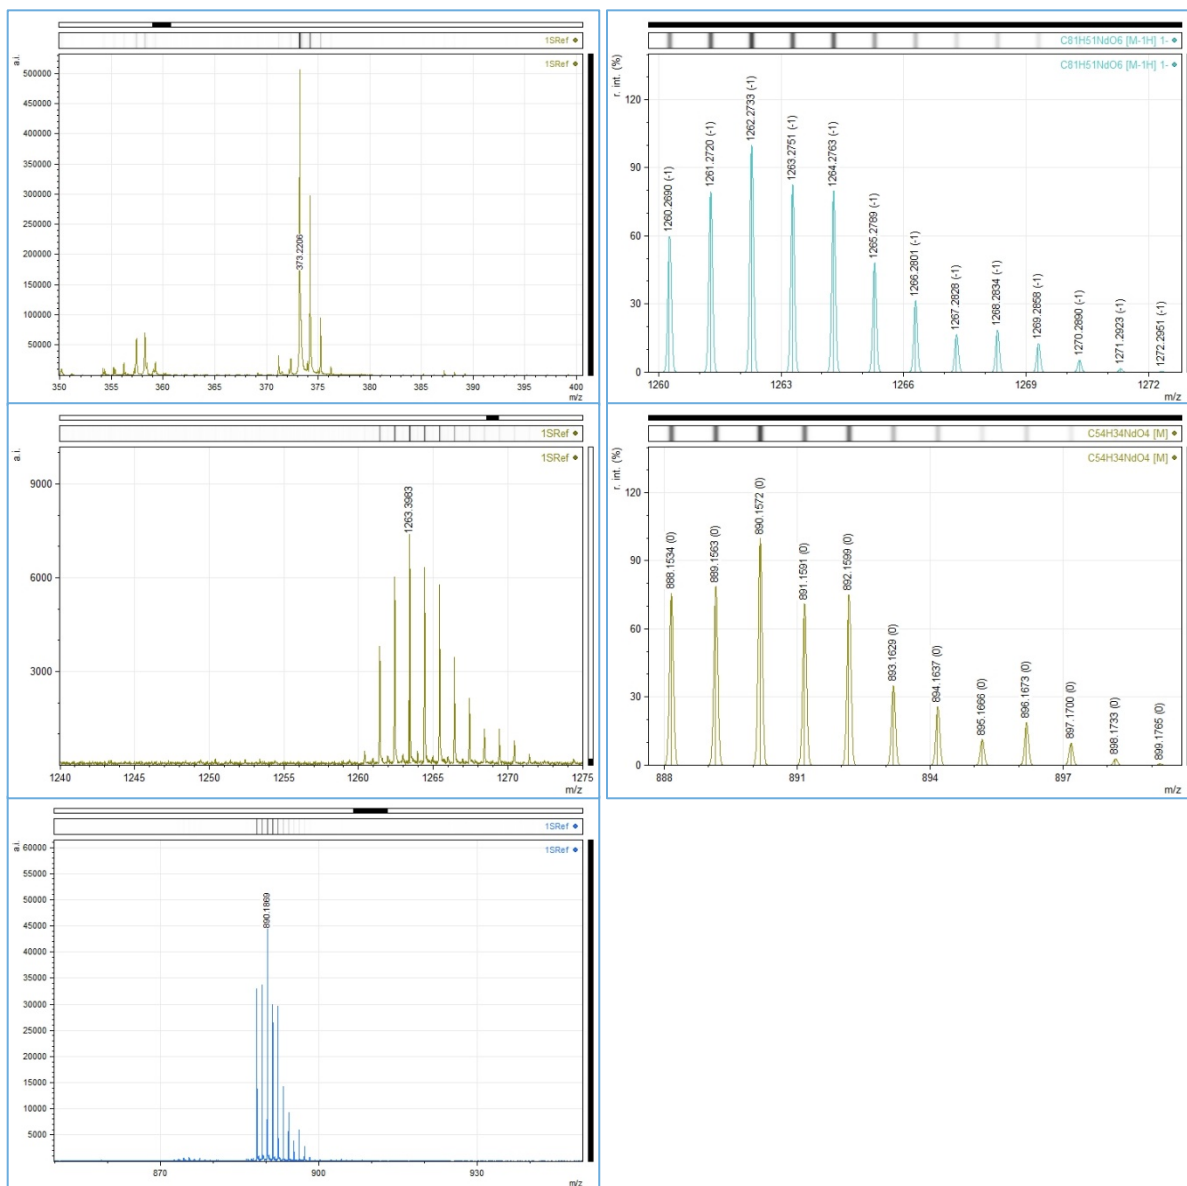 1SRef
a.i.
1SRef
500000
450000
400000
350000
300000
250000
200000
150000
100000
50000
373.2206
350 355 360 365 370 375 380 385 390 395 400
m/z
C81H51NdO6 [M-1H] 1-
r. int. (%)
C81H51NdO6 [M-1H] 1-
120
90
60
30
0
1260.2690 (-1)
1261.2720 (-1)
1262.2733 (-1)
1263.2751 (-1)
1264.2763 (-1)
1265.2789 (-1)
1266.2801 (-1)
1267.2828 (-1)
1268.2834 (-1)
1269.2858 (-1)
1270.2890 (-1)
1271.2923 (-1)
1272.2951 (-1)
1260 1263 1266 1269 1272
m/z
1SRef
a.i.
1SRef
9000
6000
3000
1263.3983
1240 1245 1250 1255 1260 1265 1270 1275
m/z
C54H34NdO4 [M]
r. int. (%)
C54H34NdO4 [M]
120
90
60
30
0
888.1534 (0)
889.1563 (0)
890.1572 (0)
891.1591 (0)
892.1599 (0)
893.1629 (0)
894.1637 (0)
895.1666 (0)
896.1673 (0)
897.1700 (0)
898.1733 (0)
899.1765 (0)
888 891 894 897
m/z
1SRef
a.i.
1SRef
60000
55000
50000
45000
40000
35000
30000
25000
20000
15000
10000
5000
890.1869
870 900 930
m/z